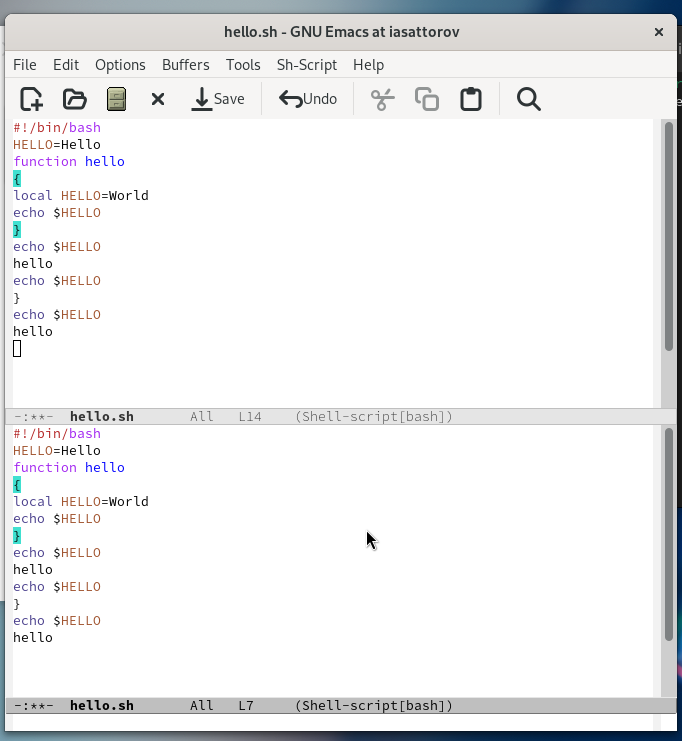 hello.sh - GNU Emacs at iasattorov
File Edit Options Buffers Tools Sh-Script Help
Save Undo
#!/bin/bash
HELLO=Hello
function hello
{
local HELLO=World
echo $HELLO
}
echo $HELLO
hello
echo $HELLO
}
echo $HELLO
hello
-:**- hello.sh All L14 (Shell-script[bash])
#!/bin/bash
HELLO=Hello
function hello
{
local HELLO=World
echo $HELLO
}
echo $HELLO
hello
echo $HELLO
}
echo $HELLO
hello
-:**- hello.sh All L7 (Shell-script[bash])